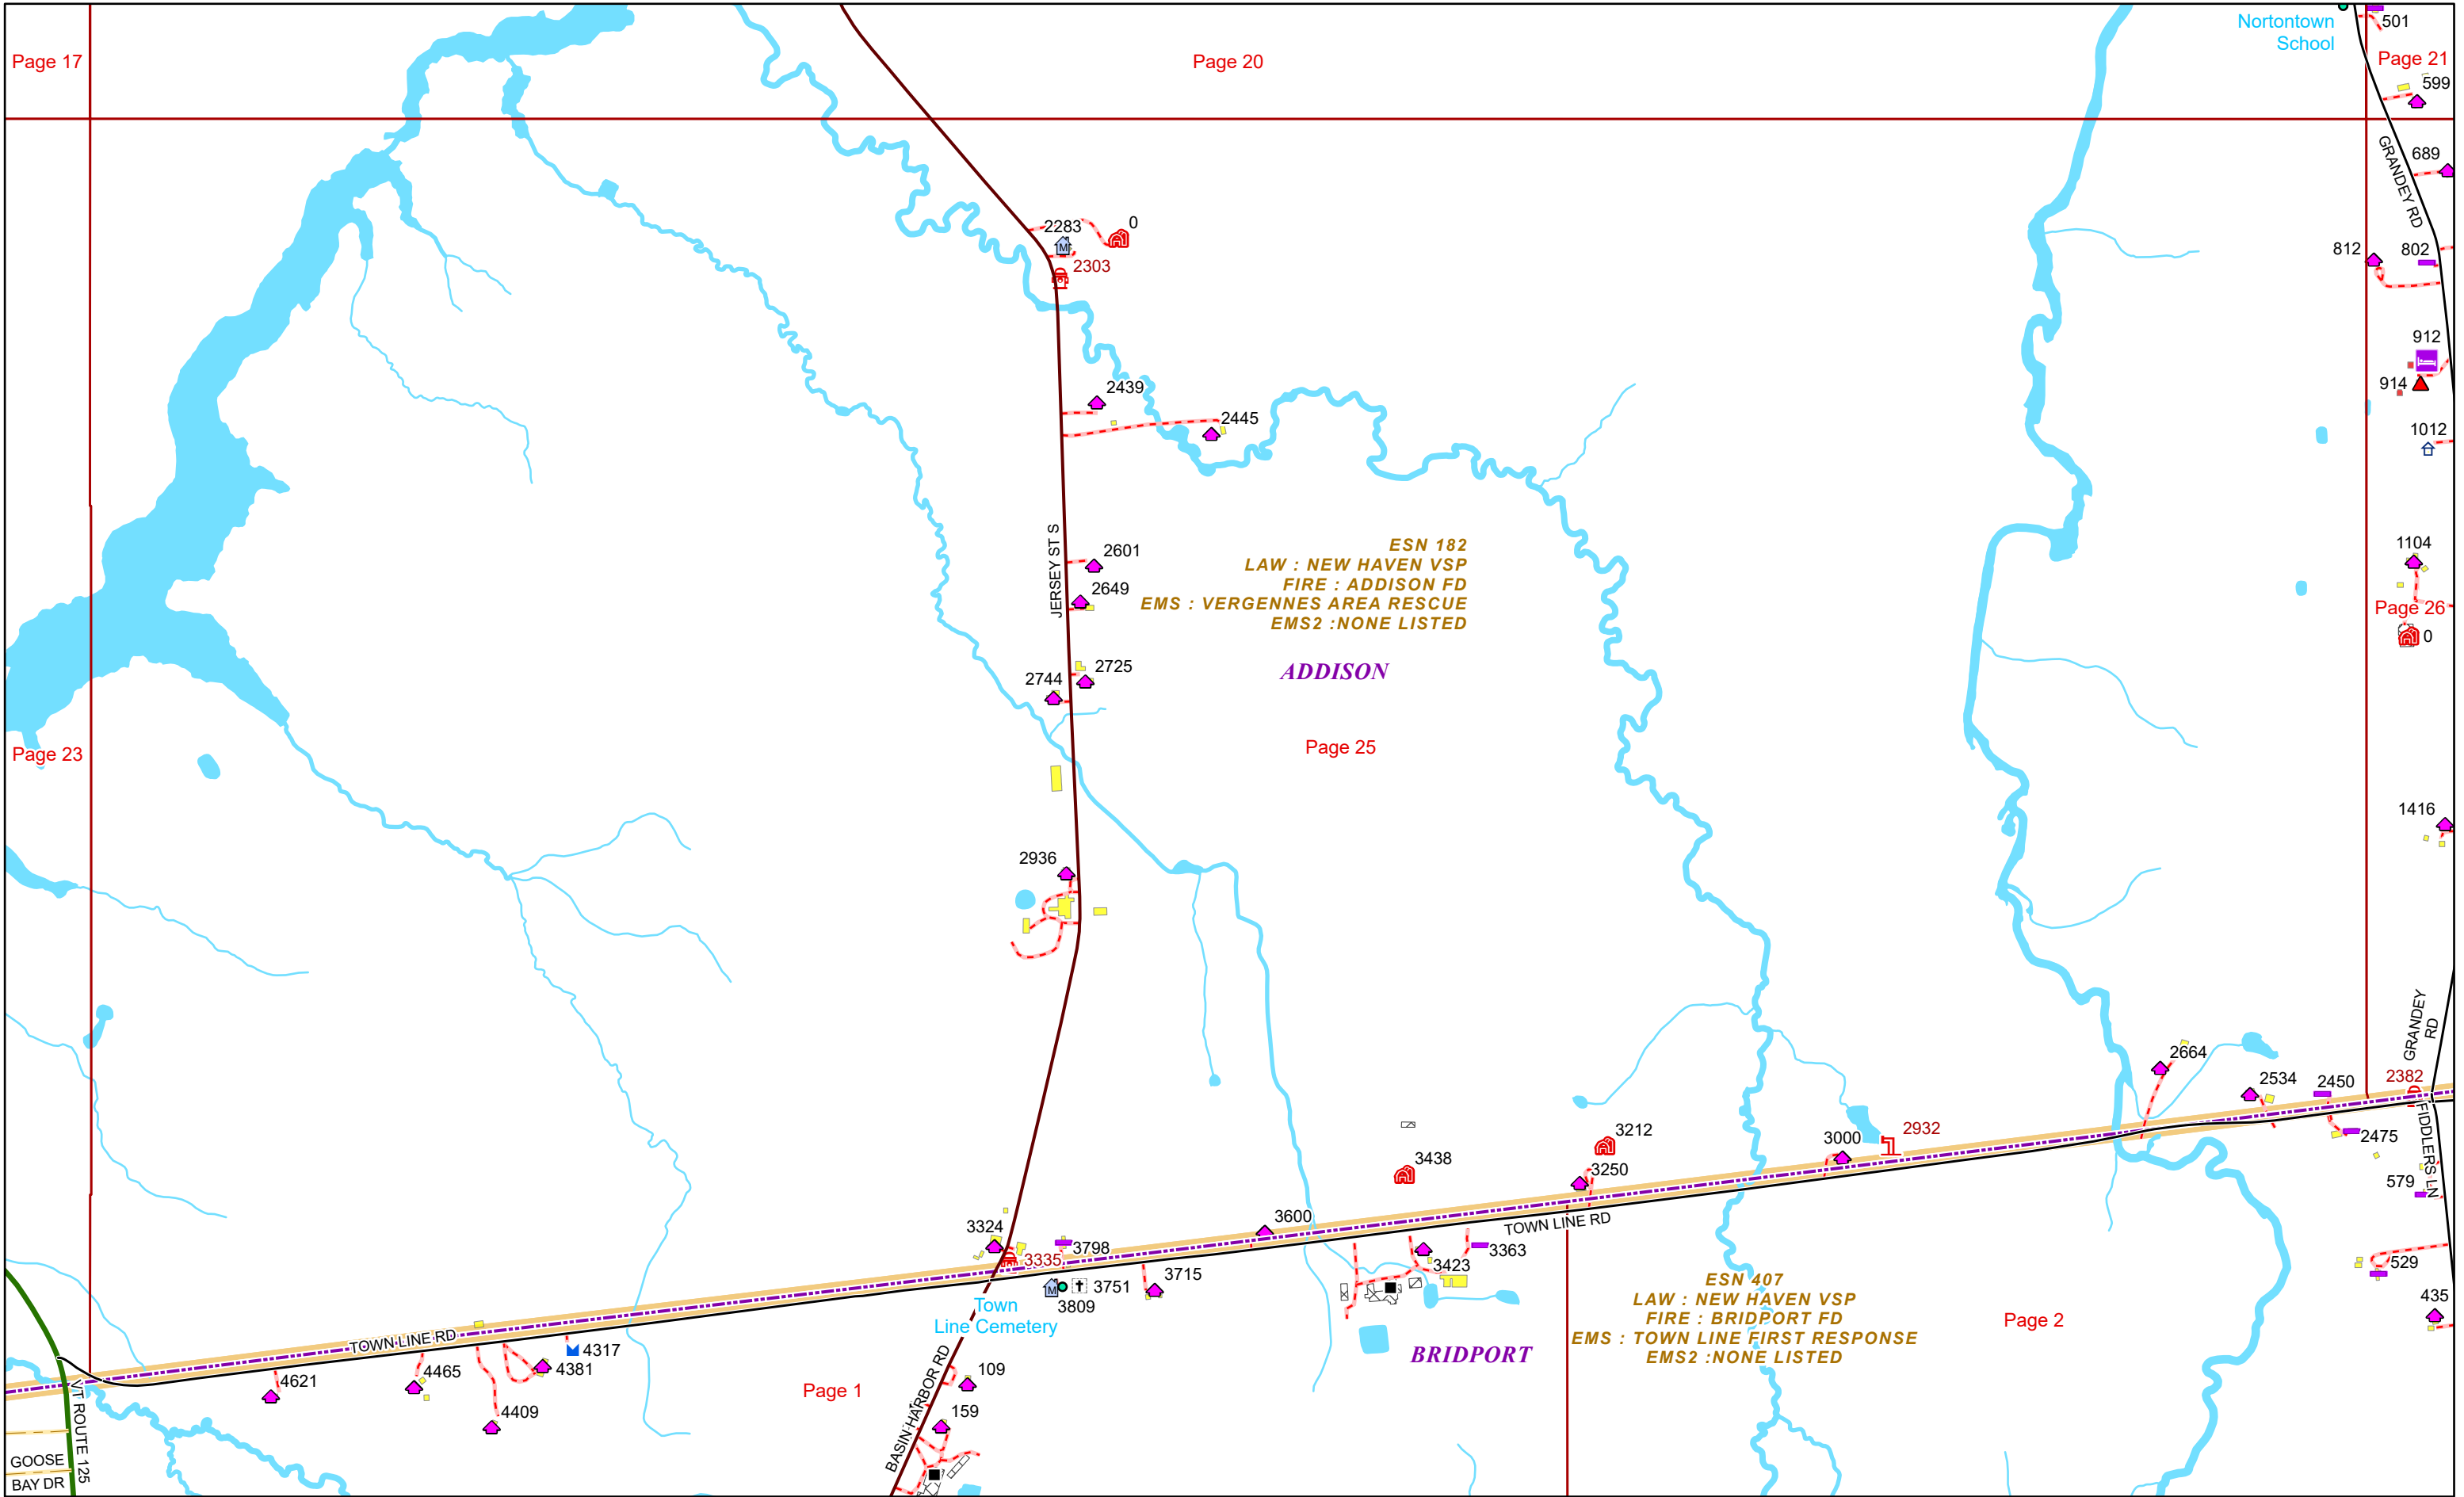 Page 17
Page 20
Nortontown
School
501
Page 21
599
GRANDEY RD
689
2283
0
2303
812
802
912
914
2439
2445
1012
JERSEY ST S
2601
2649
ESN 182
LAW : NEW HAVEN VSP
FIRE : ADDISON FD
EMS : VERGENNES AREA RESCUE
EMS2 :NONE LISTED
1104
Page 26
0
2725
2744
ADDISON
Page 23
Page 25
1416
2936
GRANDEY
RD
2664
2534
2450
2382
2475
FIDDLERS LN
579
3212
3000
2932
3438
3250
3324
3335
3798
3600
TOWN LINE RD
3363
3423
3751
3715
M
3809
Town
Line Cemetery
529
435
ESN 407
LAW : NEW HAVEN VSP
FIRE : BRIDPORT FD
EMS : TOWN LINE FIRST RESPONSE
EMS2 :NONE LISTED
Page 2
BRIDPORT
TOWN LINE RD
4317
4381
4465
4621
4409
Page 1
109
159
BASIN HARBOR RD
VT ROUTE 125
GOOSE
BAY DR